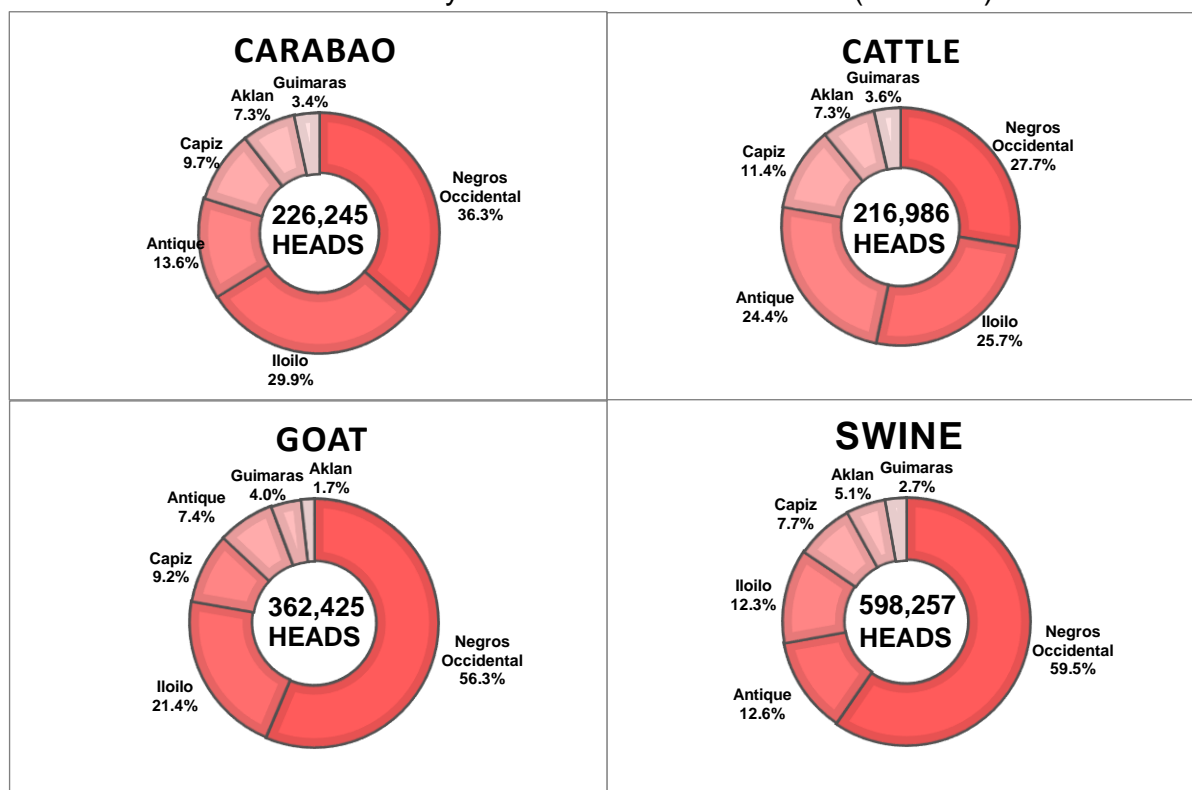 CARABAO
Guimaras
3.4%
Aklan
7.3%
Capiz
9.7%
Antique
13.6%
Iloilo
29.9%
Negros
Occidental
36.3%
226,245
HEADS
CATTLE
Guimaras
3.6%
Aklan
7.3%
Capiz
11.4%
Antique
24.4%
Iloilo
25.7%
Negros
Occidental
27.7%
216,986
HEADS
GOAT
Aklan
1.7%
Guimaras
4.0%
Antique
7.4%
Capiz
9.2%
Iloilo
21.4%
Negros
Occidental
56.3%
362,425
HEADS
SWINE
Guimaras
2.7%
Aklan
5.1%
Capiz
7.7%
Iloilo
12.3%
Antique
12.6%
Negros
Occidental
59.5%
598,257
HEADS